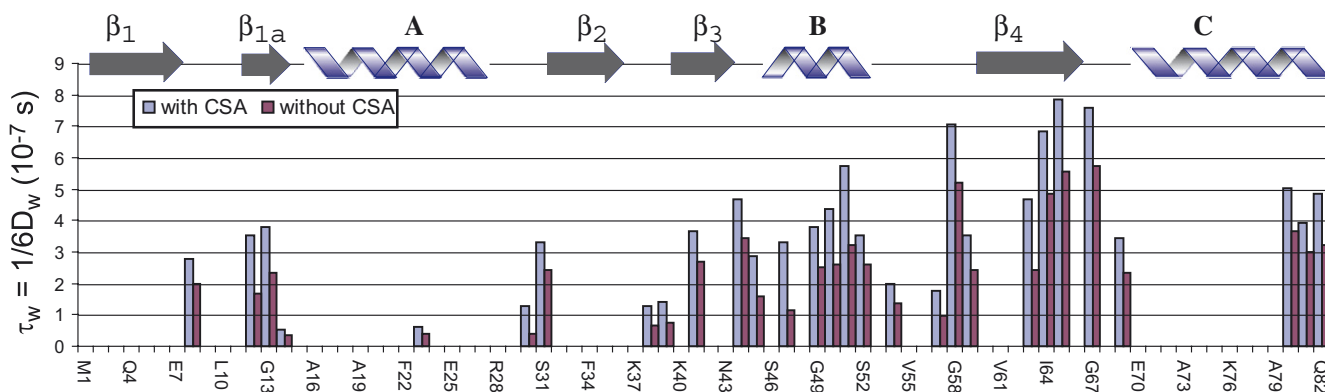 β1 β1a A β2 β3 B β4 C
9
8
7
6
5
4
3
2
1
0
τw = 1/6Dw (10-7 s)
with CSA without CSA
M1 Q4 E7 L10 G13 A16 A19 F22 E25 R28 S31 F34 K37 K40 N43 S46 G49 S52 V55 G58 V61 I64 G67 E70 A73 K76 A79 Q82